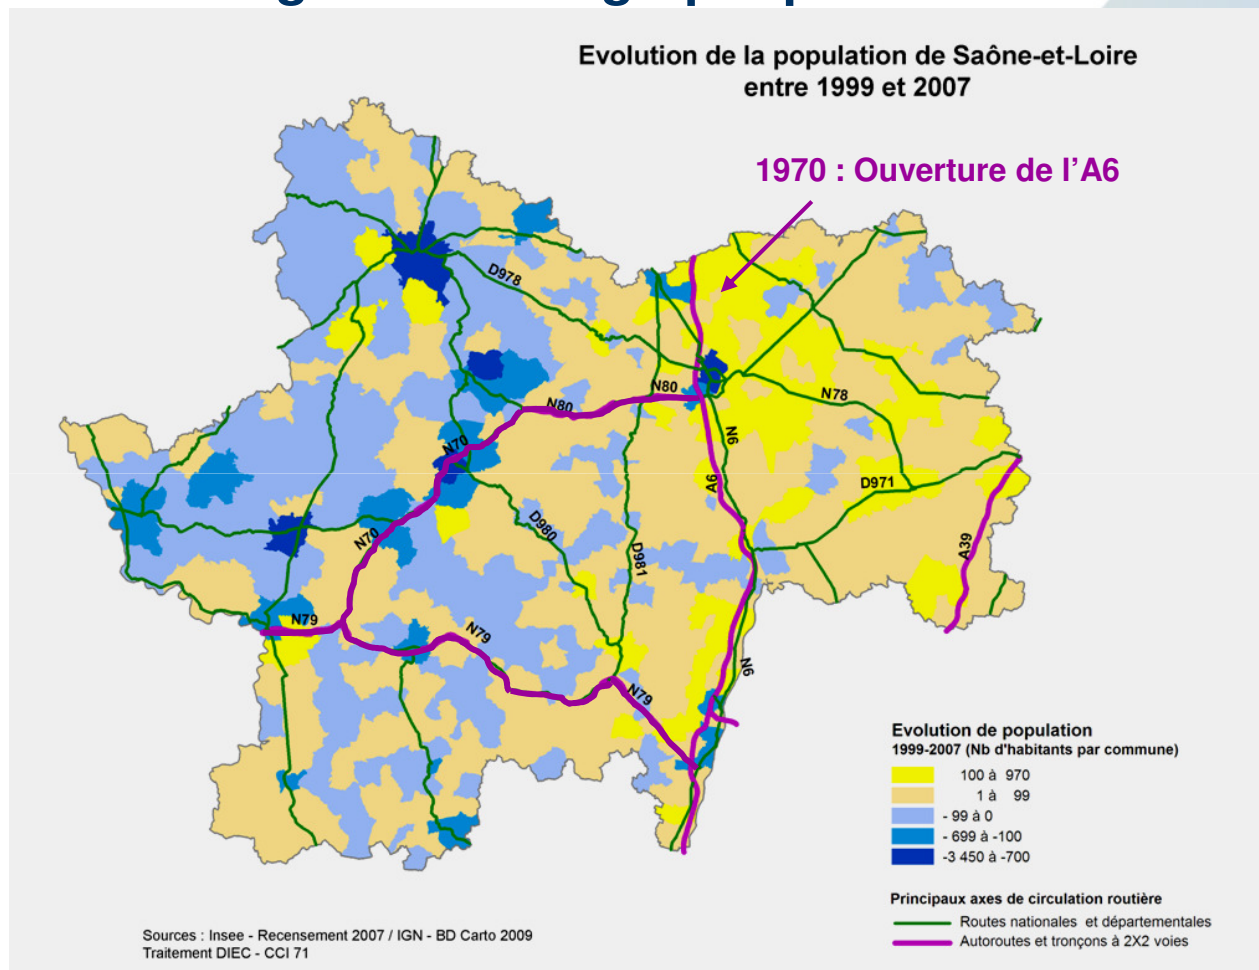 Evolution de la population de Saône-et-Loire
entre 1999 et 2007
1970 : Ouverture de l'A6
D978
N80
N80
N78
N70
N6
A6
D971
D980
N70
D981
A39
N79
N79
N6
N79
Evolution de population
1999-2007 (Nb d'habitants par commune)
100 à 970
1 à 99
- 99 à 0
- 699 à -100
-3 450 à -700
Principaux axes de circulation routière
Routes nationales et départementales
Autoroutes et tronçons à 2X2 voies
Sources : Insee - Recensement 2007 / IGN - BD Carto 2009
Traitement DIEC - CCI 71